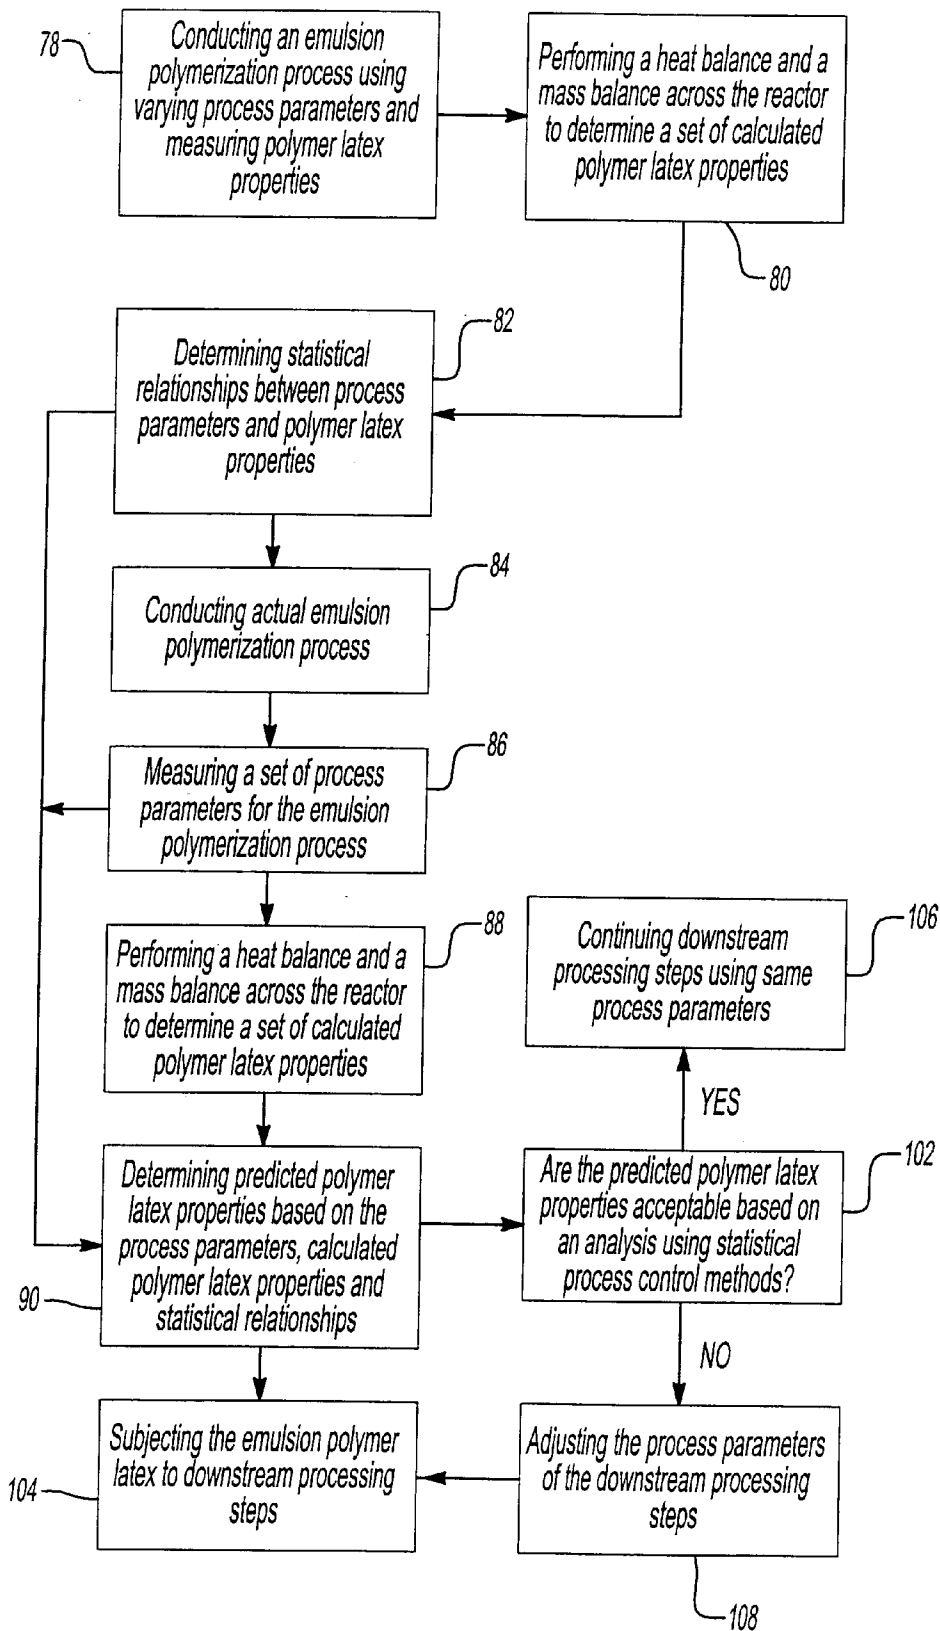 78
Conducting an emulsion
polymerization process using
varying process parameters and
measuring polymer latex
properties
Performing a heat balance and a
mass balance across the reactor
to determine a set of calculated
polymer latex properties
80
82
Determining statistical
relationships between process
parameters and polymer latex
properties
84
Conducting actual emulsion
polymerization process
86
Measuring a set of process
parameters for the emulsion
polymerization process
88
Performing a heat balance and a
mass balance across the reactor
to determine a set of calculated
polymer latex properties
106
Continuing downstream
processing steps using same
process parameters
YES
90
Determining predicted polymer
latex properties based on the
process parameters, calculated
polymer latex properties and
statistical relationships
102
Are the predicted polymer latex
properties acceptable based on
an analysis using statistical
process control methods?
NO
104
Subjecting the emulsion polymer
latex to downstream processing
steps
Adjusting the process parameters
of the downstream processing
steps
108